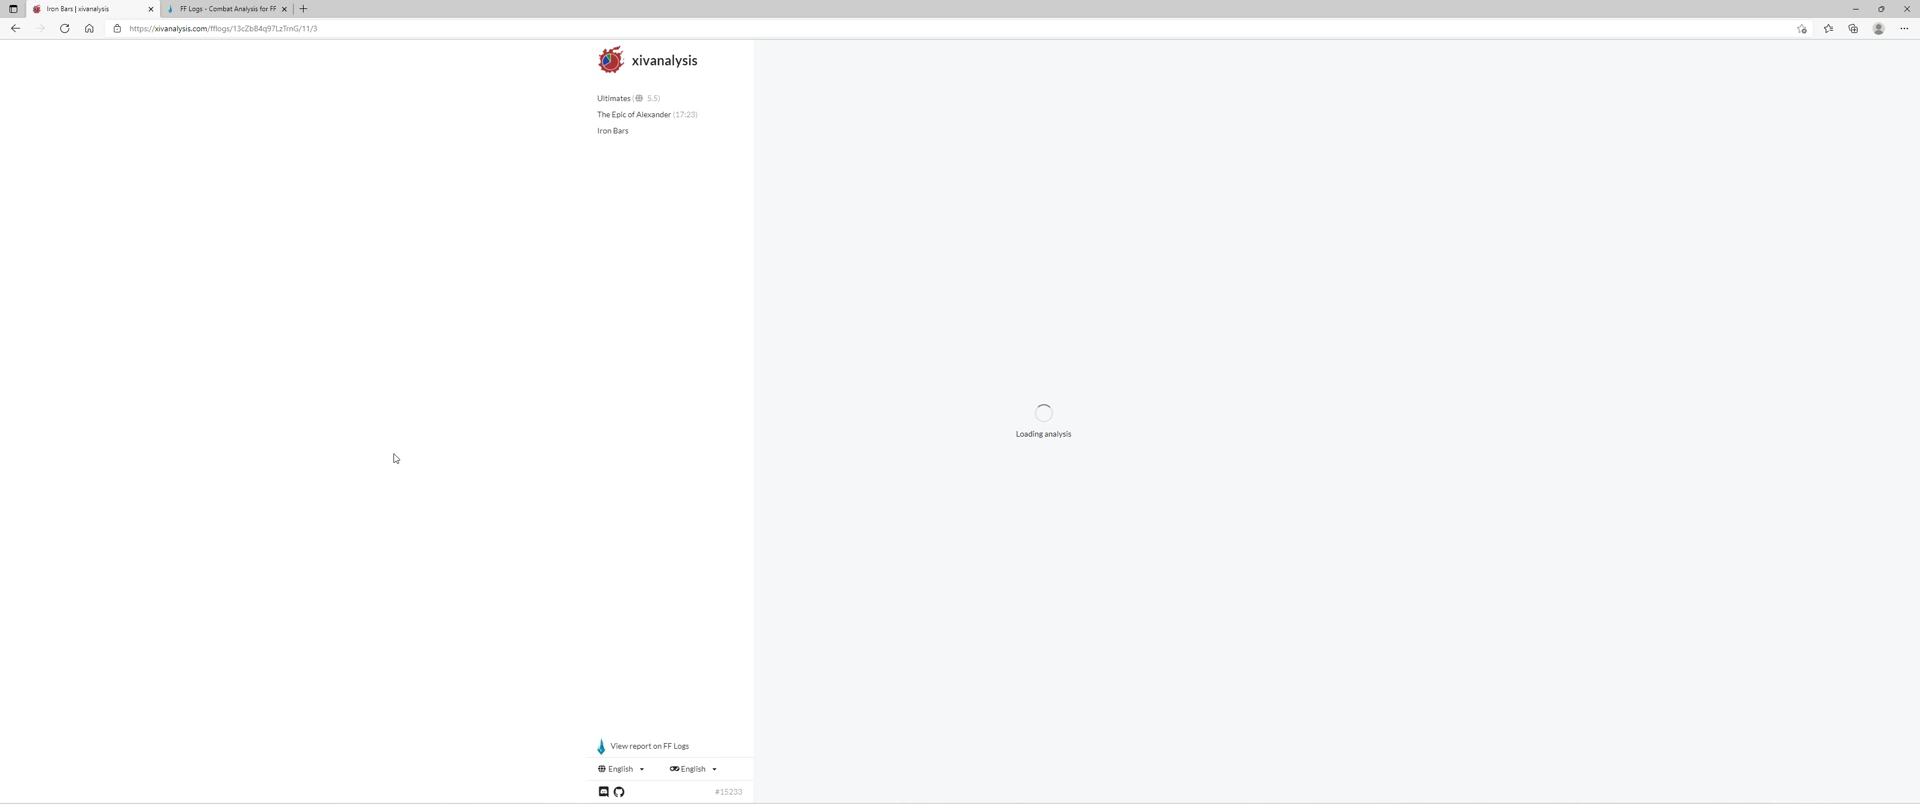 Iron Bars | xivanalysis
FF Logs - Combat Analysis for FF
https://xivanalysis.com/fflogs/13cZbB4q97LzTrnG/11/3
xivanalysis
Ultimates ( 5.5)
The Epic of Alexander (17:23)
Iron Bars
Loading analysis
View report on FF Logs
English English
#15233